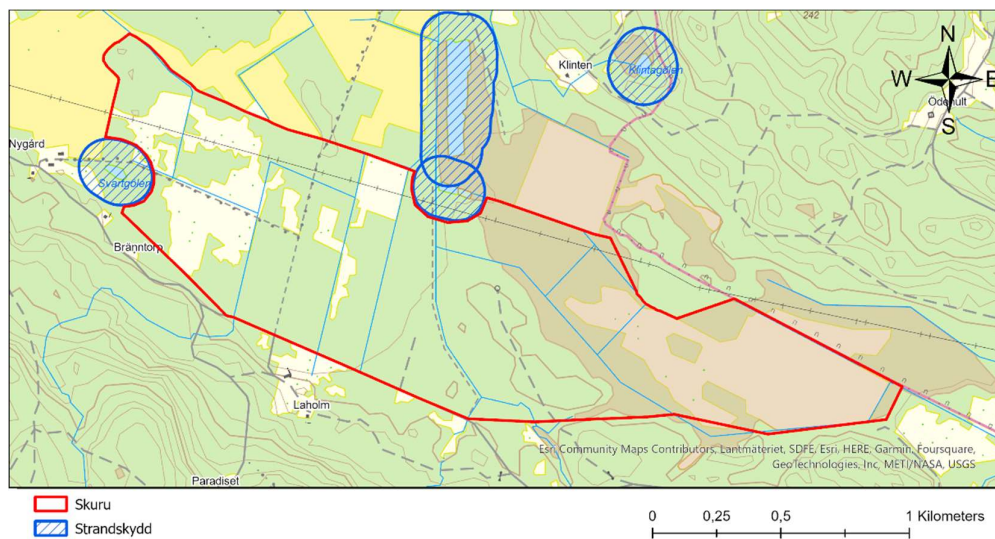 242
N
W E
S
Klinten
Klintagölen
Ödehult
Nygård
Svartgölen
Bränntorp
Laholm
Paradiset
Esri Community Maps Contributors, Lantmäteriet, SDFE, Esri, HERE, Garmin, Foursquare,
GeoTechnologies, Inc, METI/NASA, USGS
Skuru
Strandskydd
0 0,25 0,5 1 Kilometers